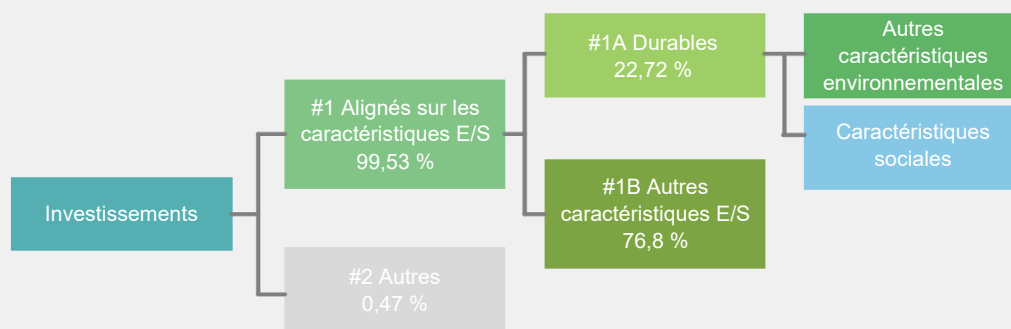 Investissements
#1 Alignés sur les
caractéristiques E/S
99,53 %
#2 Autres
0,47 %
#1A Durables
22,72 %
#1B Autres
caractéristiques E/S
76,8 %
Autres
caractéristiques
environnementales
Caractéristiques
sociales